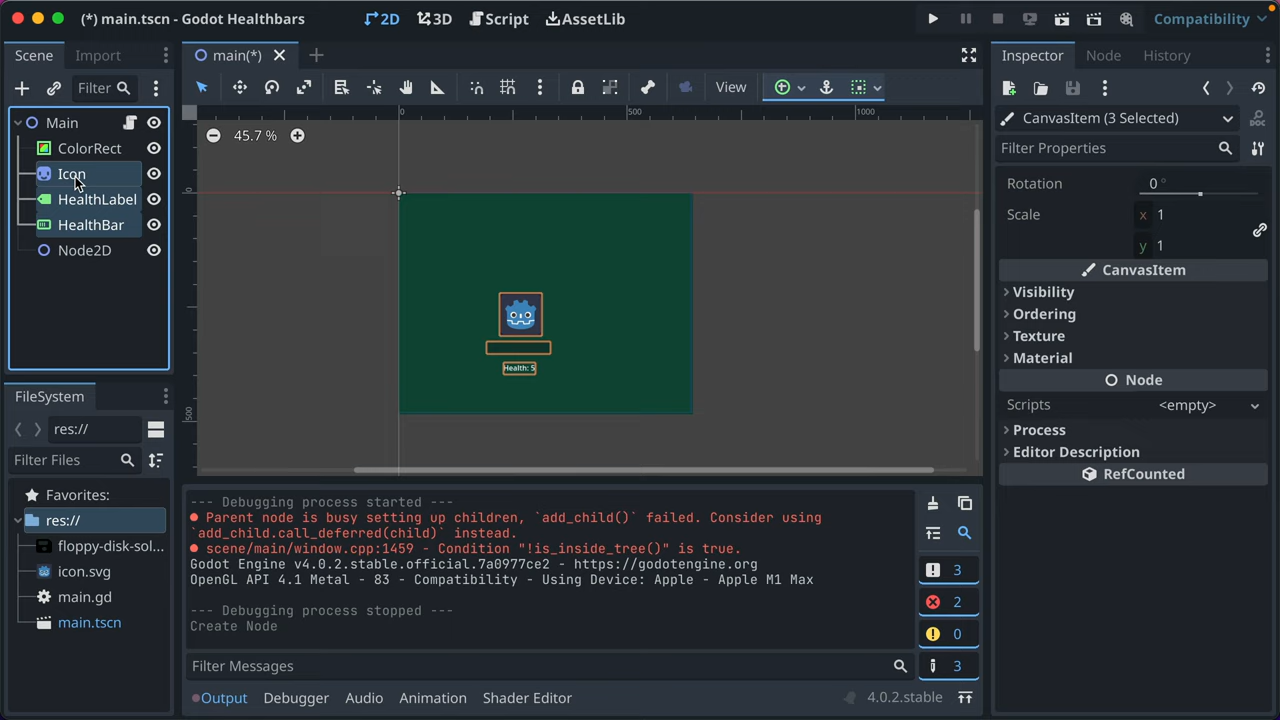 (*) main.tscn - Godot Healthbars
2D
3D
Script
AssetLib
Compatibility
Scene
Import
main(*)
Inspector
Node
History
Filter
View
CanvasItem (3 Selected)
Main
ColorRect
Icon
HealthLabel
HealthBar
Node2D
0
500
1000
45.7 %
0
500
Health: 5
Filter Properties
Rotation
0 °
Scale
x 1
y 1
CanvasItem
Visibility
Ordering
Texture
Material
Node
Scripts
<empty>
Process
Editor Description
RefCounted
FileSystem
res://
Filter Files
Favorites:
res://
floppy-disk-sol...
icon.svg
main.gd
main.tscn
--- Debugging process started ---
Parent node is busy setting up children, `add_child()` failed. Consider using
`add_child.call_deferred(child)` instead.
scene/main/window.cpp:1459 - Condition "!is_inside_tree()" is true.
Godot Engine v4.0.2.stable.official.7a0977ce2 - https://godotengine.org
OpenGL API 4.1 Metal - 83 - Compatibility - Using Device: Apple - Apple M1 Max
--- Debugging process stopped ---
Create Node
3
2
0
3
Filter Messages
Output
Debugger
Audio
Animation
Shader Editor
4.0.2.stable